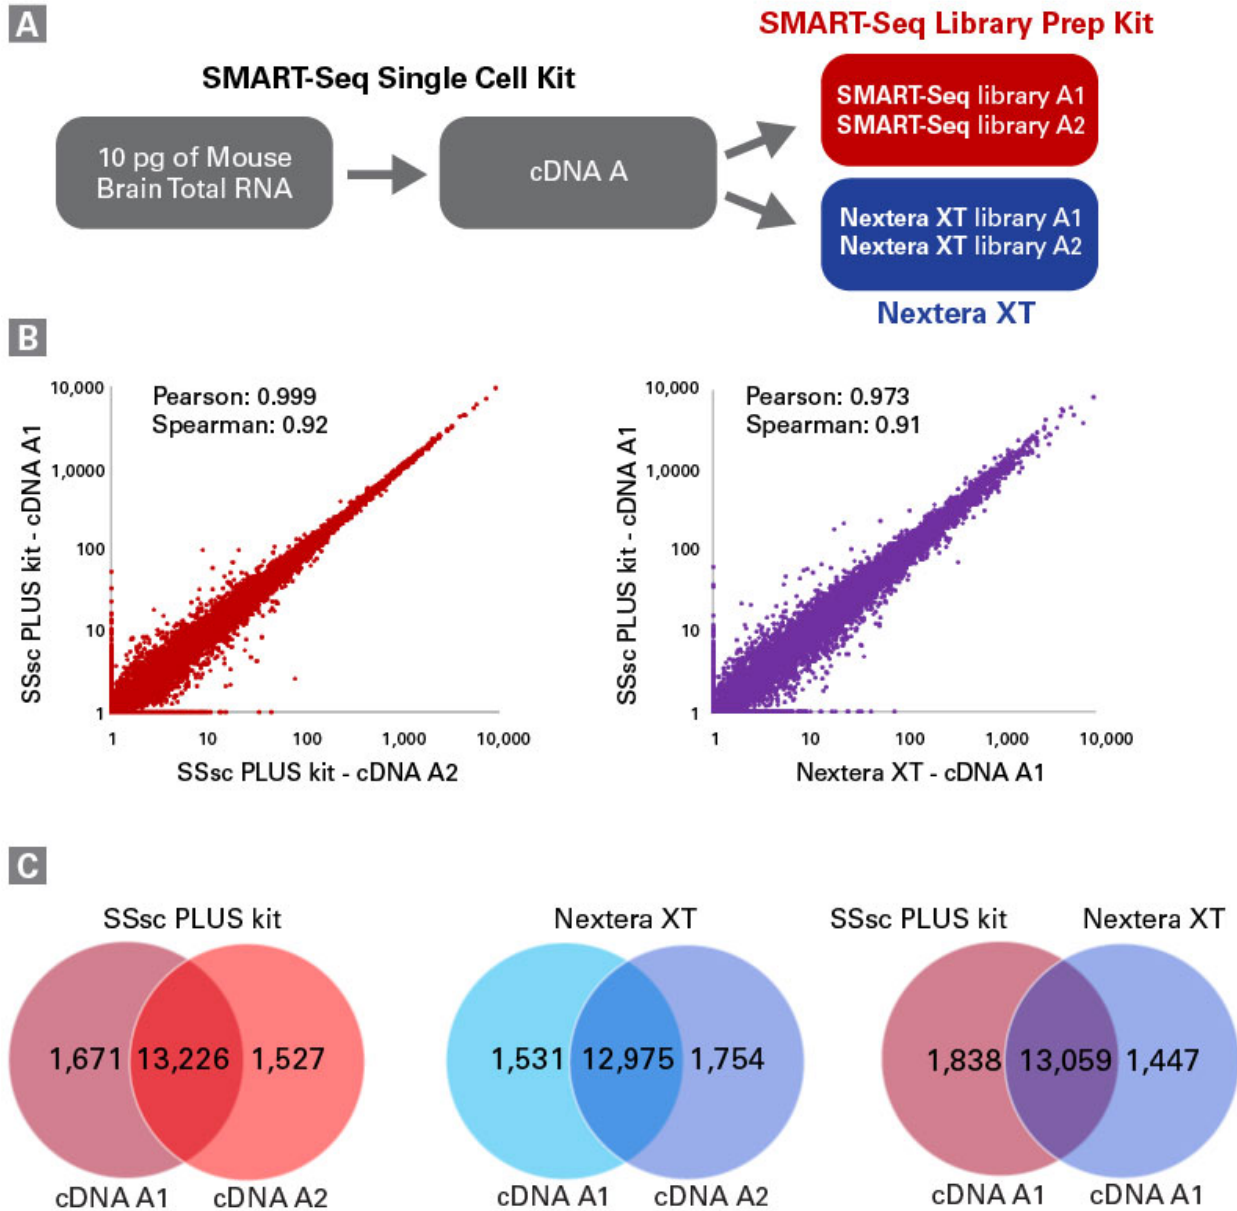 A
SMART-Seq Library Prep Kit
SMART-Seq Single Cell Kit
10 pg of Mouse
Brain Total RNA
cDNA A
SMART-Seq library A1
SMART-Seq library A2
Nextera XT library A1
Nextera XT library A2
Nextera XT
B
Pearson: 0.999
Spearman: 0.92
SSsc PLUS kit - cDNA A1
10,000
1,0000
100
10
1
1 10 100 1,000 10,000
SSsc PLUS kit - cDNA A2
Pearson: 0.973
Spearman: 0.91
SSsc PLUS kit - cDNA A1
10,000
1,0000
100
10
1
1 10 100 1,000 10,000
Nextera XT - cDNA A1
C
SSsc PLUS kit
1,671 13,226 1,527
cDNA A1 cDNA A2
Nextera XT
1,531 12,975 1,754
cDNA A1 cDNA A2
SSsc PLUS kit Nextera XT
1,838 13,059 1,447
cDNA A1 cDNA A1